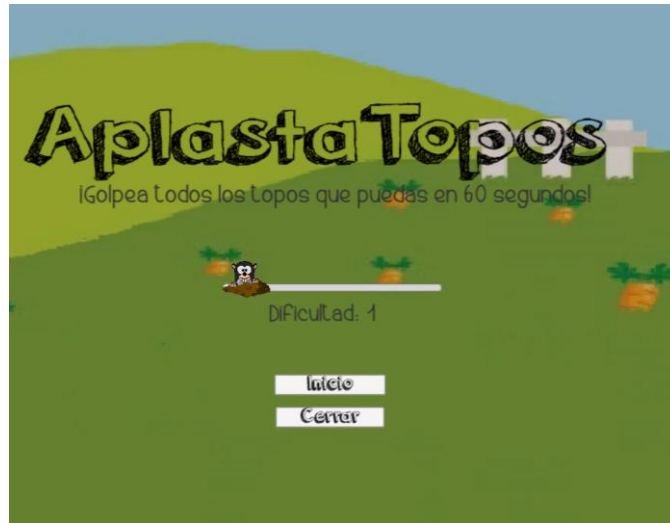 AplastaTopos
¡Golpea todos los topos que puedas en 60 segundos!
Dificultad: 1
Inicio
Cerrar